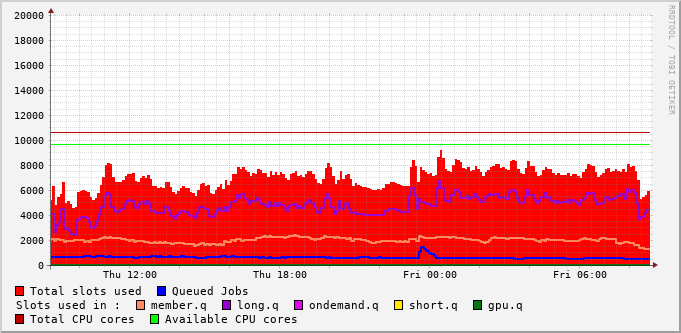 RRDTOOL / TOBI OETIKER
20000
18000
16000
14000
12000
10000
8000
6000
4000
2000
0
Thu 12:00 Thu 18:00 Fri 00:00 Fri 06:00
Total slots used Queued Jobs
Slots used in : member.q long.q ondemand.q short.q gpu.q
Total CPU cores Available CPU cores